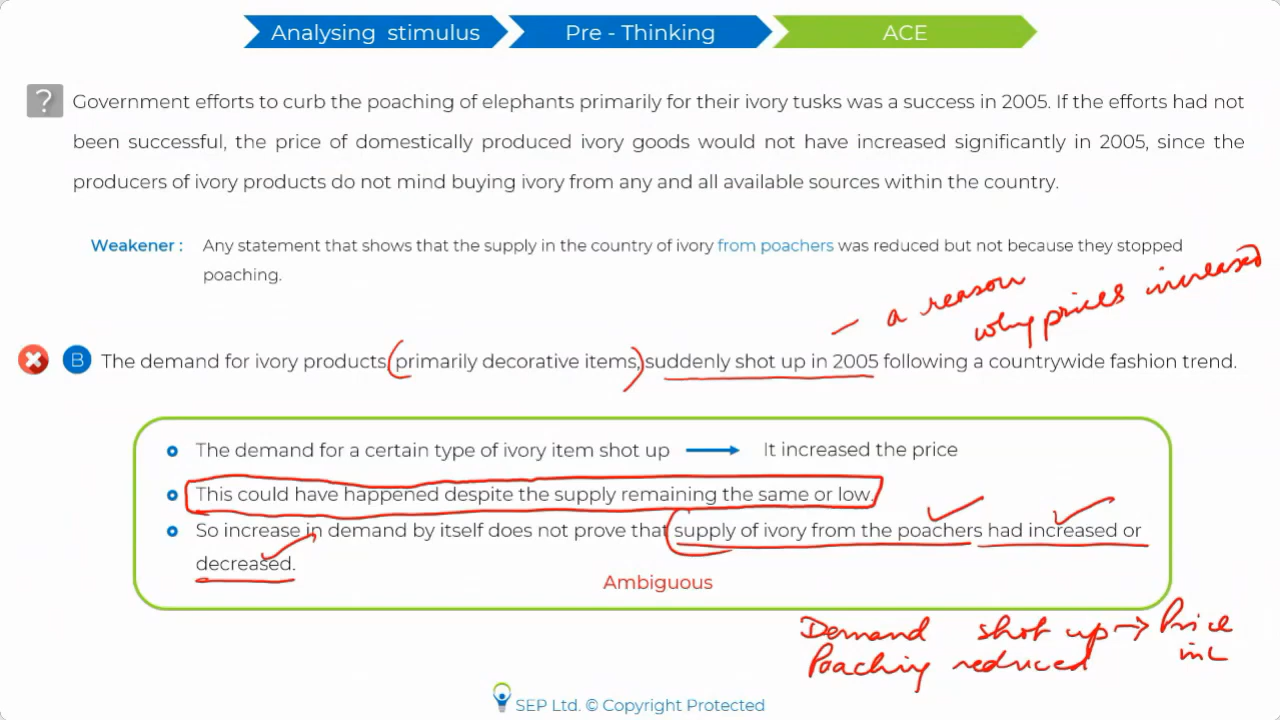 Analysing stimulus
Pre - Thinking
ACE
?
Government efforts to curb the poaching of elephants primarily for their ivory tusks was a success in 2005. If the efforts had not
been successful, the price of domestically produced ivory goods would not have increased significantly in 2005, since the
producers of ivory products do not mind buying ivory from any and all available sources within the country.
Weakener : Any statement that shows that the supply in the country of ivory from poachers was reduced but not because they stopped
poaching.
— a reason
why prices increased
B The demand for ivory products (primarily decorative items,) suddenly shot up in 2005 following a countrywide fashion trend.
The demand for a certain type of ivory item shot up → It increased the price
This could have happened despite the supply remaining the same or low.
So increase in demand by itself does not prove that supply of ivory from the poachers had increased or
decreased.
Ambiguous
Demand shot up → Price
Poaching reduced inc
SEP Ltd. © Copyright Protected